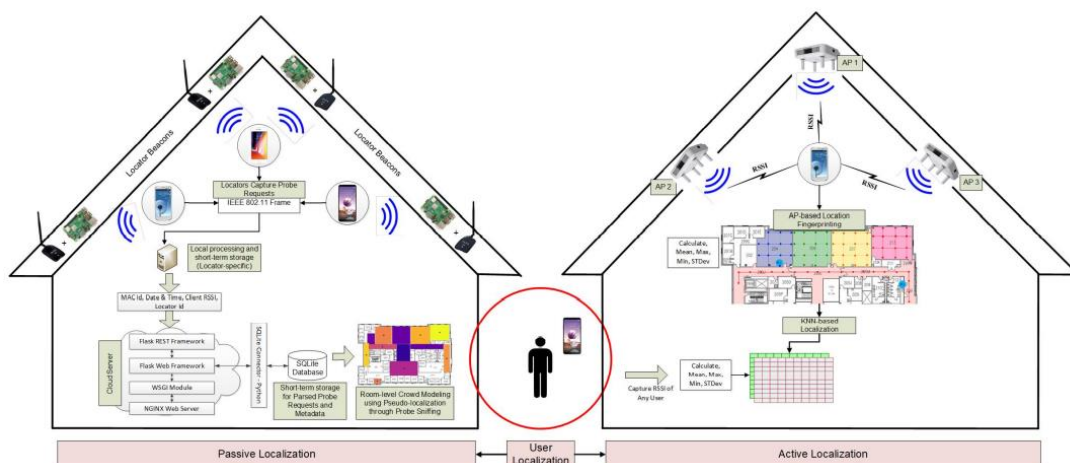 Locator Beacons
Locator Beacons
Locators Capture Probe
Requests
IEEE 802.11 Frame
Local processing and
short-term storage
(Locator-specific)
MAC id, Date & Time, Client RSSI,
Locator id
Cloud Server
Flask REST Framework
Flask Web Framework
WSGI Module
NGINX Web Server
SQLite Connector - Python
SQLite
Database
Short-term storage
for Parsed Probe
Requests and
Metadata
Room-level Crowd Modeling
using Pseudo-localization
through Probe Sniffing
AP 1
RSSI
AP 2
RSSI
RSSI
AP 3
AP-based Location
Fingerprinting
Calculate,
Mean, Max,
Min, STDev
KNN-based
Localization
Calculate,
Mean, Max,
Min, STDev
Capture RSSI of
Any User
Passive Localization
User
Localization
Active Localization